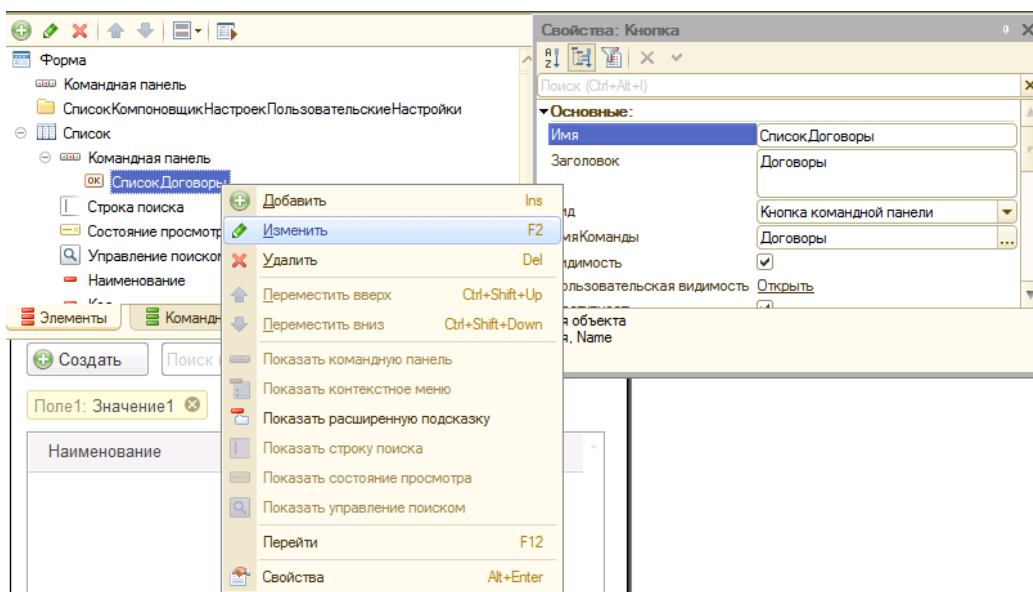 Свойства: Кнопка
Форма
Командная панель
СписокКомпоновщикНастроекПользовательскиеНастройки
Список
Командная панель
СписокДоговоры
Строка поиска
Состояние просмотр
Управление поиском
Наименование
Элементы
Команд
Создать
Поиск
Поле1: Значение1
Наименование
Добавить Ins
Изменить F2
Удалить Del
Переместить вверх Ctrl+Shift+Up
Переместить вниз Ctrl+Shift+Down
Показать командную панель
Показать контекстное меню
Показать расширенную подсказку
Показать строку поиска
Показать состояние просмотра
Показать управление поиском
Перейти F12
Свойства Alt+Enter
Поиск (Ctrl+Alt+I)
Основные:
Имя СписокДоговоры
Заголовок Договоры
ид Кнопка командной панели
мяКоманды Договоры
идимость
ользовательская видимость Открыть
я объекта
я, Name